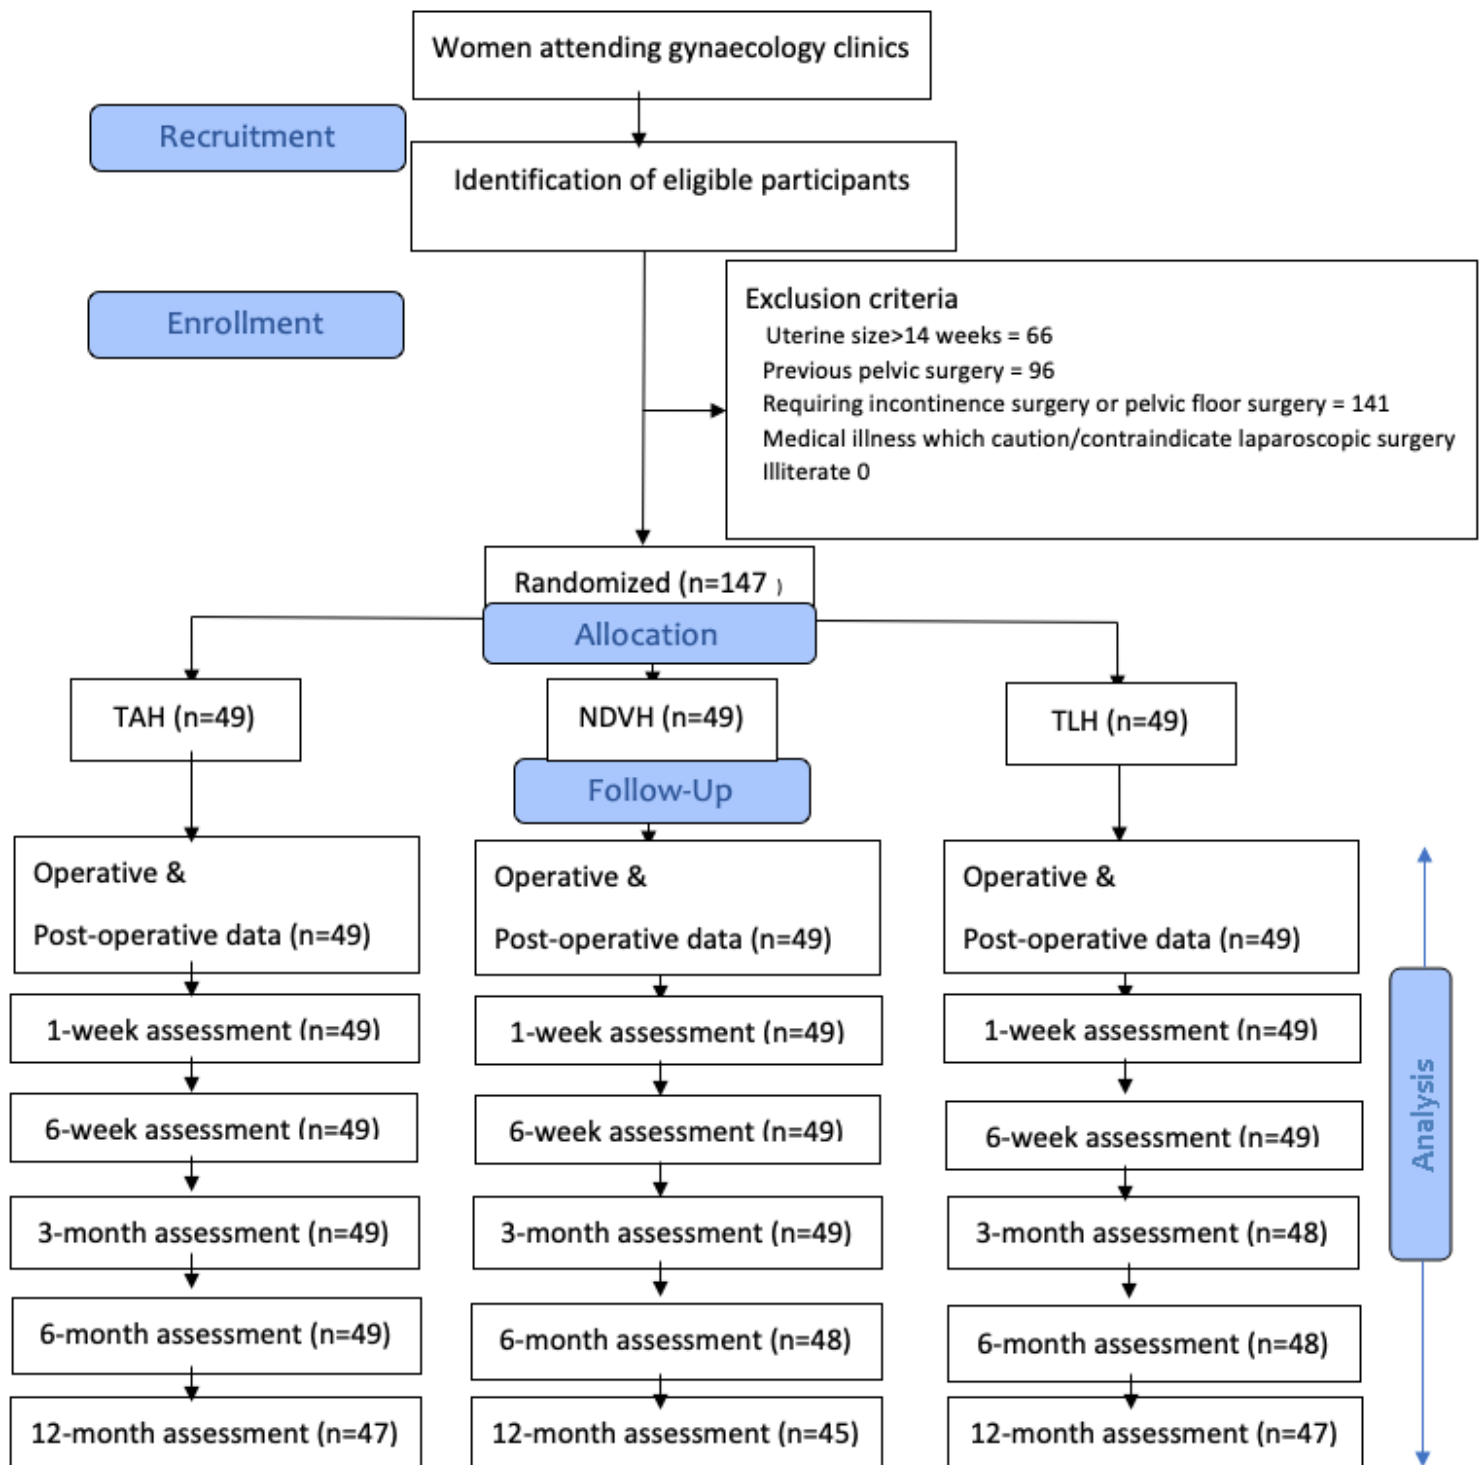 Women attending gynaecology clinics
Recruitment
Identification of eligible participants
Enrollment
Exclusion criteria
Uterine size>14 weeks = 66
Previous pelvic surgery = 96
Requiring incontinence surgery or pelvic floor surgery = 141
Medical illness which caution/contraindicate laparoscopic surgery
Illiterate 0
Randomized (n=147 )
Allocation
TAH (n=49)
NDVH (n=49)
TLH (n=49)
Follow-Up
Operative &
Post-operative data (n=49)
Operative &
Post-operative data (n=49)
Operative &
Post-operative data (n=49)
1-week assessment (n=49)
1-week assessment (n=49)
1-week assessment (n=49)
6-week assessment (n=49)
6-week assessment (n=49)
6-week assessment (n=49)
3-month assessment (n=49)
3-month assessment (n=49)
3-month assessment (n=48)
6-month assessment (n=49)
6-month assessment (n=48)
6-month assessment (n=48)
12-month assessment (n=47)
12-month assessment (n=45)
12-month assessment (n=47)
Analysis